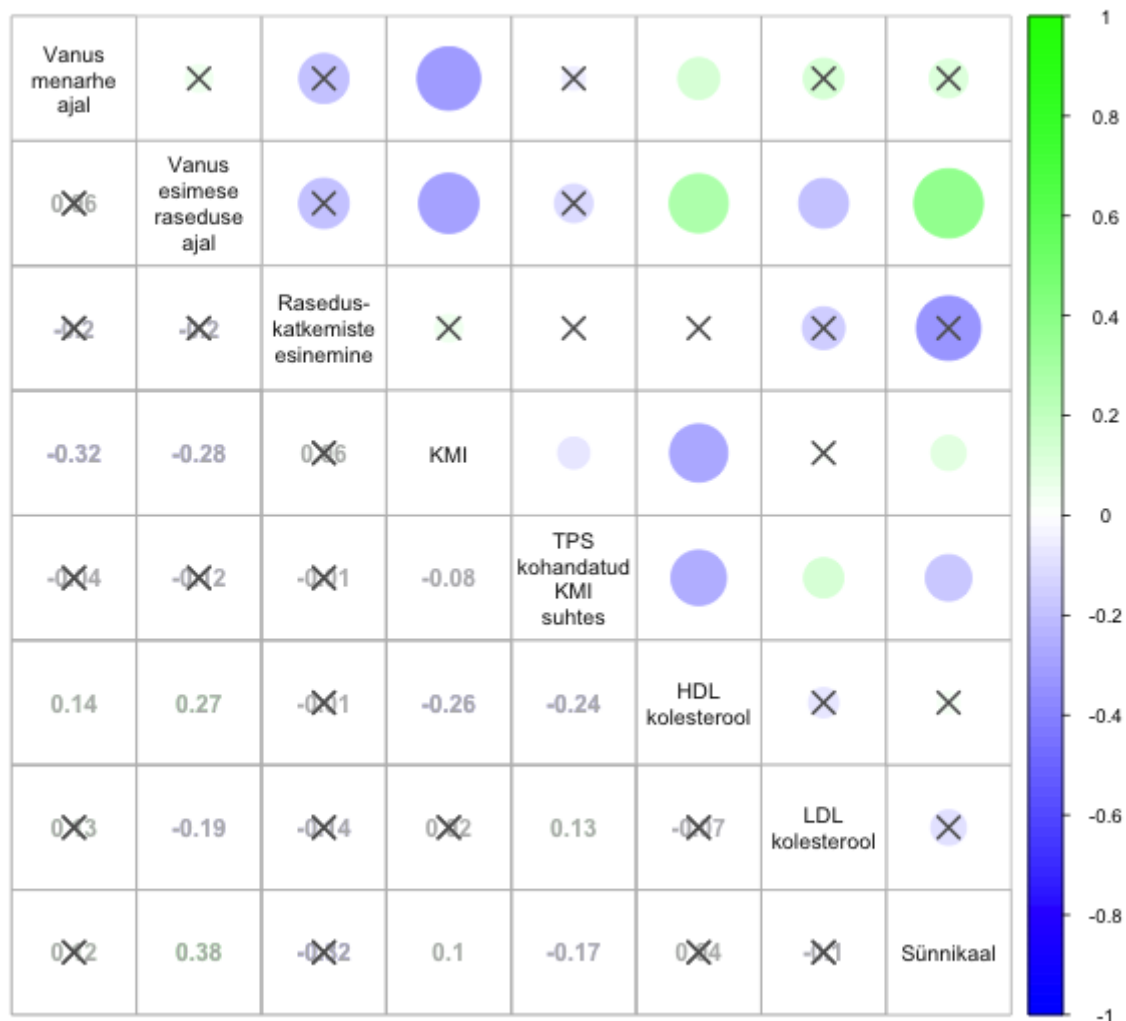 Vanus
menarhe
ajal
Vanus
esimese
raseduse
ajal
Rasedus-
katkemiste
esinemine
-0.32
-0.28
KMI
-0.08
TPS
kohandatud
KMI
suhtes
0.14
0.27
-0.26
-0.24
HDL
kolesterool
-0.19
0.13
LDL
kolesterool
0.38
0.1
-0.17
Sünnikaal
1
0.8
0.6
0.4
0.2
0
-0.2
-0.4
-0.6
-0.8
-1